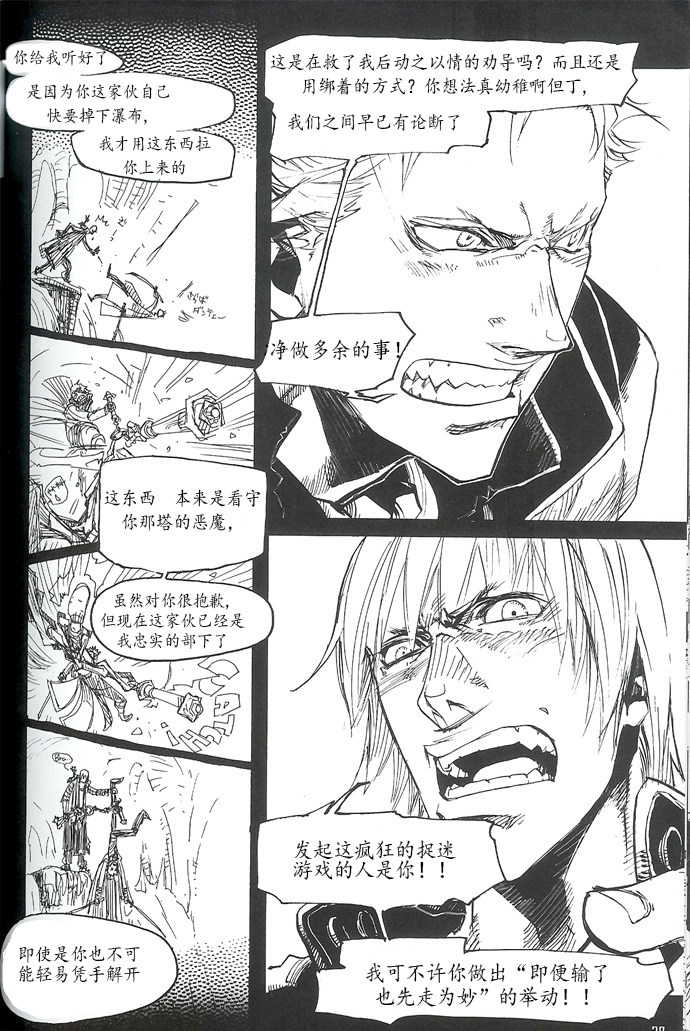 这是在救了我后动之以情的劝导吗？而且还是
用绑着的方式？你想法真幼稚啊但丁，
我们之间早已有论断了
净做多余的事！
发起这疯狂的捉迷
游戏的人是你！！
我可不许你做出“即便输了
也先走为妙”的举动！！
你给我听好了
是因为你这家伙自己
快要掉下瀑布，
我才用这东西拉
你上来的
这东西 本来是看守
你那塔的恶魔，
虽然对你很抱歉，
但现在这家伙已经是
我忠实的部下了
CATCH
Bro.
即使是你也不可
能轻易凭手解开